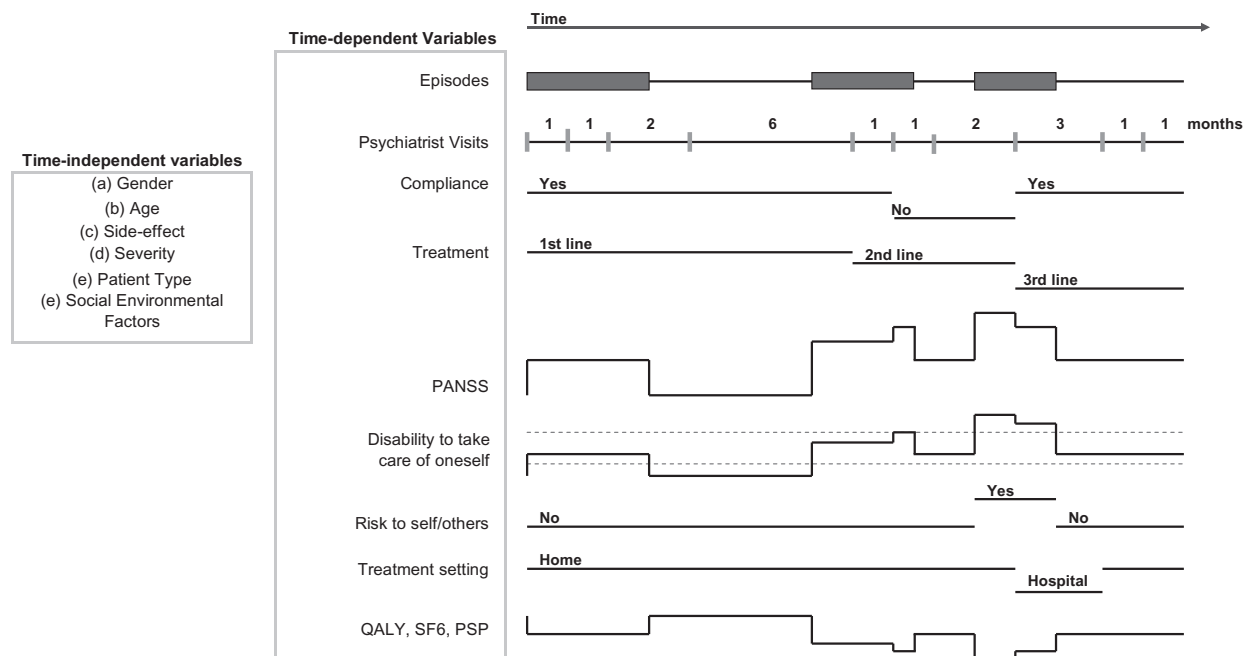 Time
Time-dependent Variables
Episodes
1 1 2 6 1 1 2 3 1 1 months
Psychiatrist Visits
Time-independent variables
(a) Gender
(b) Age
(c) Side-effect
(d) Severity
(e) Patient Type
(e) Social Environmental
Factors
Compliance
Yes
No
Yes
Treatment
1st line
2nd line
3rd line
PANSS
Disability to take
care of oneself
Risk to self/others
No
Yes
No
Treatment setting
Home
Hospital
QALY, SF6, PSP